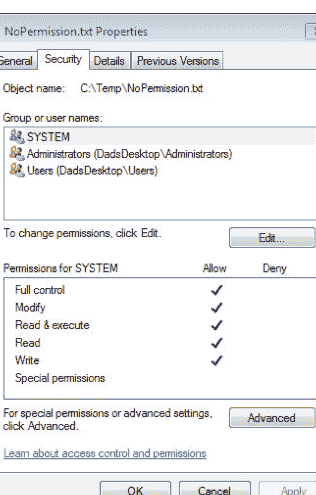 NoPermission.txt Properties
General Security Details Previous Versions
Object name: C:\Temp\NoPermission.txt
Group or user names:
SYSTEM
Administrators (DadsDesktop\Administrators)
Users (DadsDesktop\Users)
To change permissions, click Edit.
Edit...
Permissions for SYSTEM Allow Deny
Full control
Modify
Read & execute
Read
Write
Special permissions
For special permissions or advanced settings,
click Advanced.
Advanced
Learn about access control and permissions
OK Cancel Apply